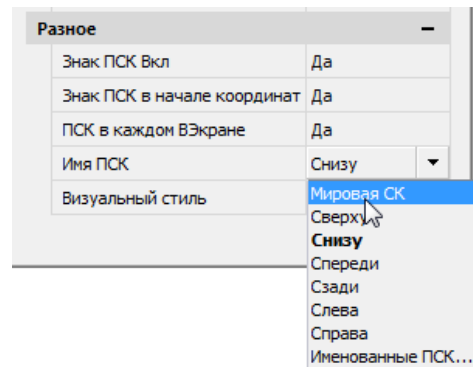 Разное
Знак ПСК Вкл Да
Знак ПСК в начале координат Да
ПСК в каждом ВЭкране Да
Имя ПСК Снизу
Визуальный стиль
Мировая СК
Сверху
Снизу
Спереди
Сзади
Слева
Справа
Именованные ПСК...